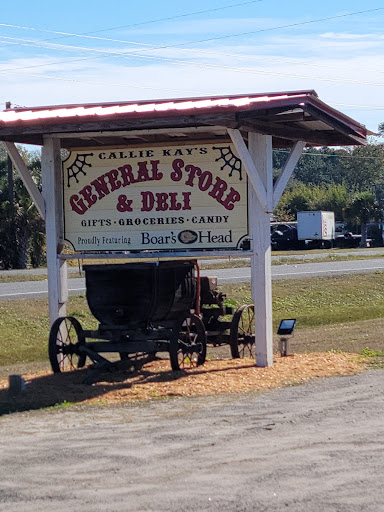 CALLIE KAY'S
GENERAL STORE
& DELI
GIFTS · GROCERIES · CANDY
Proudly Featuring Boar's Head